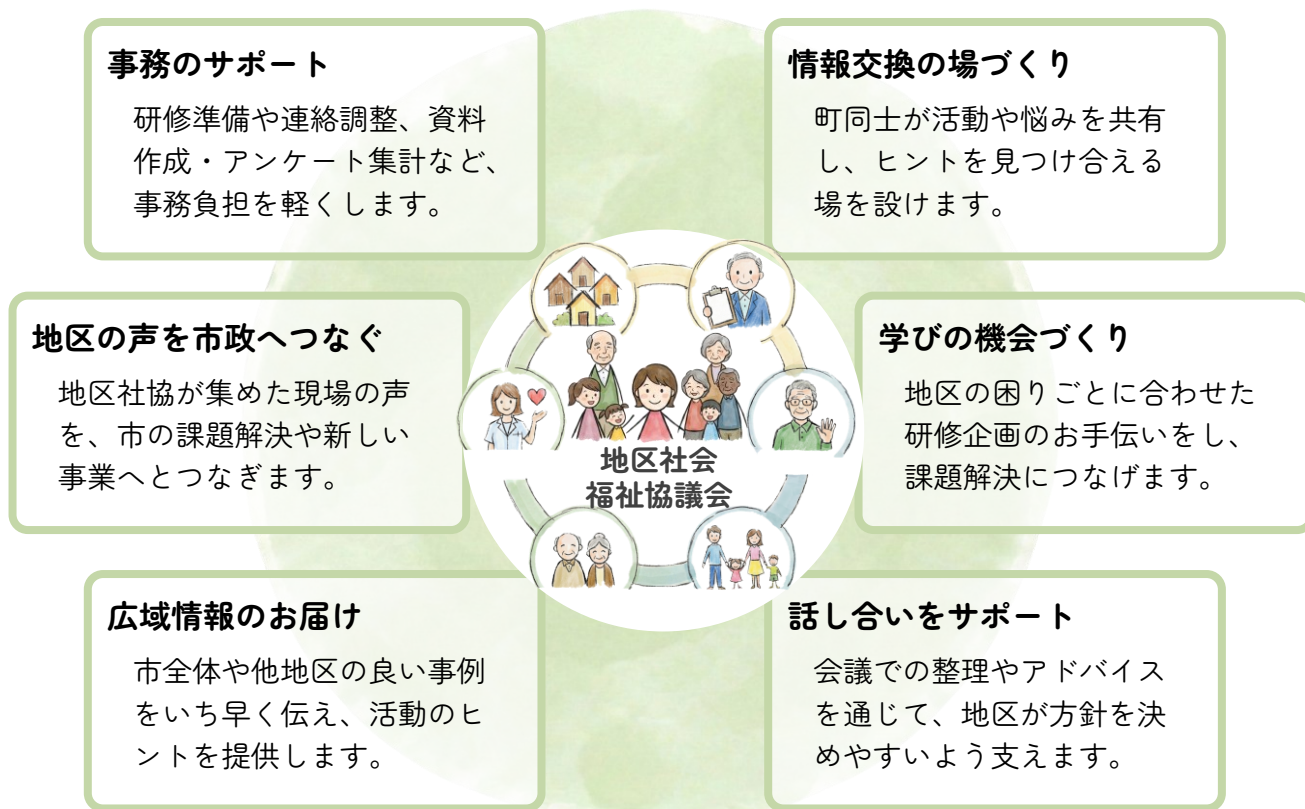 事務のサポート
研修準備や連絡調整、資料
作成・アンケート集計など、
事務負担を軽くします。
情報交換の場づくり
町同士が活動や悩みを共有
し、ヒントを見つけ合える
場を設けます。
地区の声を市政へつなぐ
地区社協が集めた現場の声
を、市の課題解決や新しい
事業へとつなぎます。
地区社会
福祉協議会
学びの機会づくり
地区の困りごとに合わせた
研修企画のお手伝いをし、
課題解決につなげます。
広域情報のお届け
市全体や他地区の良い事例
をいち早く伝え、活動のヒ
ントを提供します。
話し合いをサポート
会議での整理やアドバイス
を通じて、地区が方針を決
めやすいよう支えます。